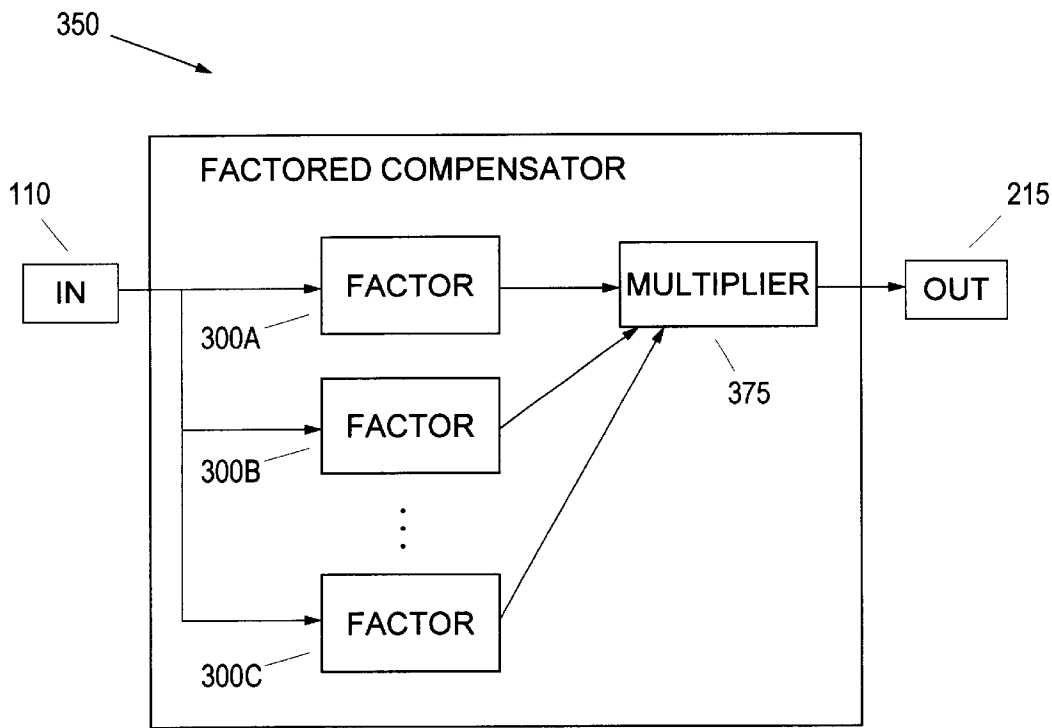 350
FACTORED COMPENSATOR
110
215
IN
FACTOR
MULTIPLIER
OUT
300A
375
FACTOR
300B
FACTOR
300C